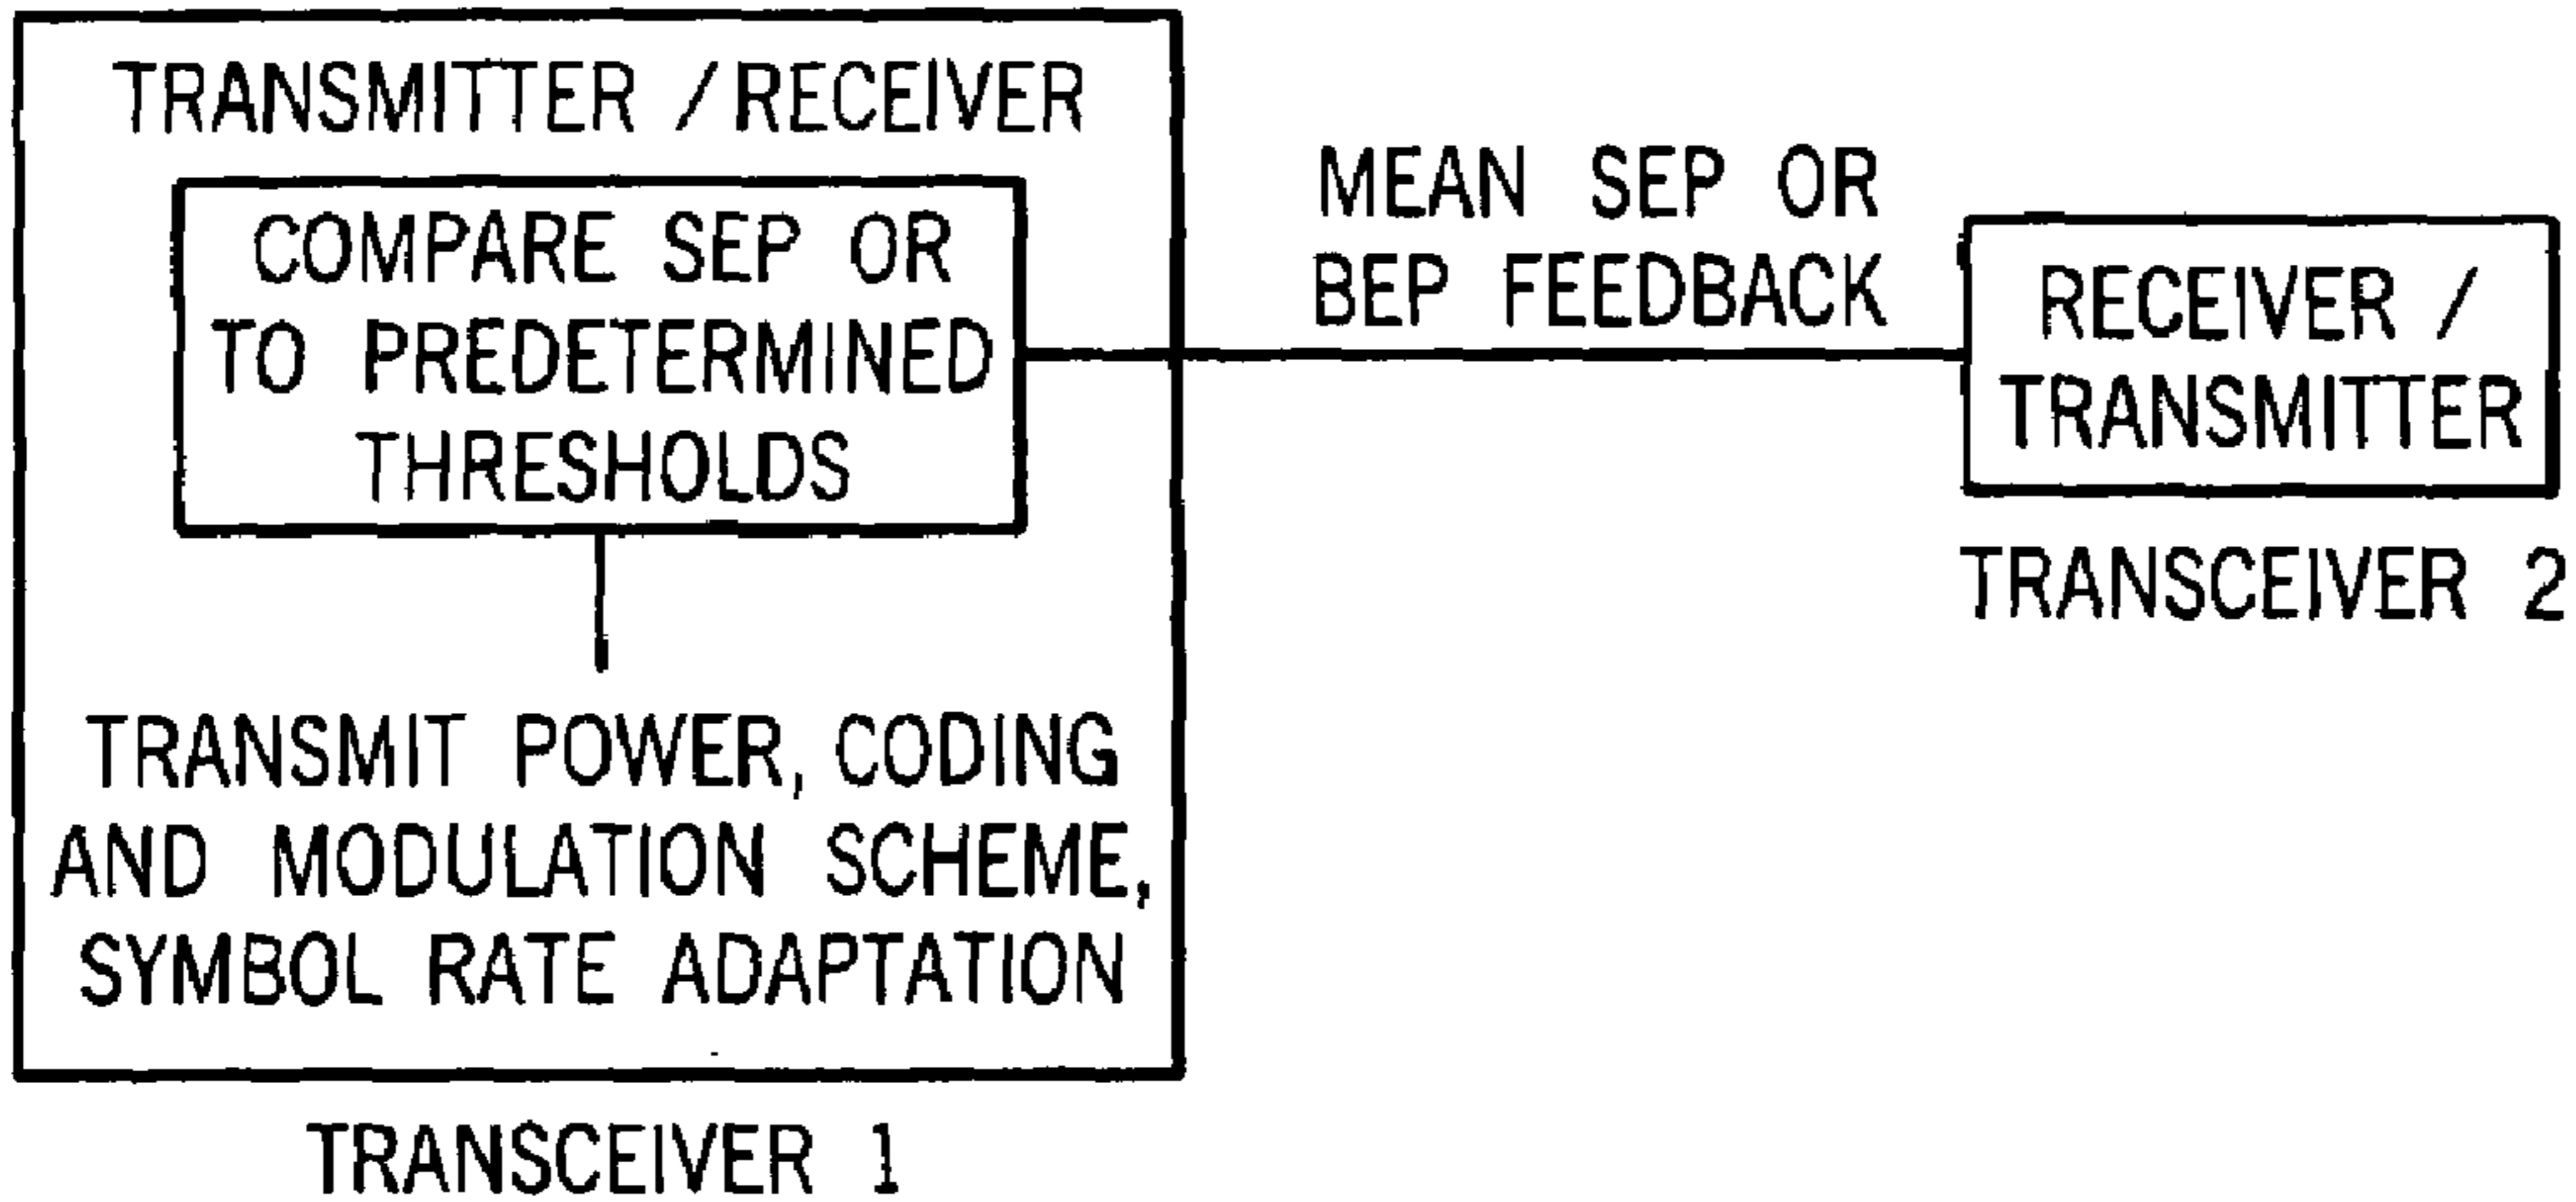 TRANSMITTER / RECEIVER
COMPARE SEP OR
TO PREDETERMINED
THRESHOLDS
TRANSMIT POWER, CODING
AND MODULATION SCHEME,
SYMBOL RATE ADAPTATION
TRANSCEIVER 1
MEAN SEP OR
BEP FEEDBACK
RECEIVER /
TRANSMITTER
TRANSCEIVER 2